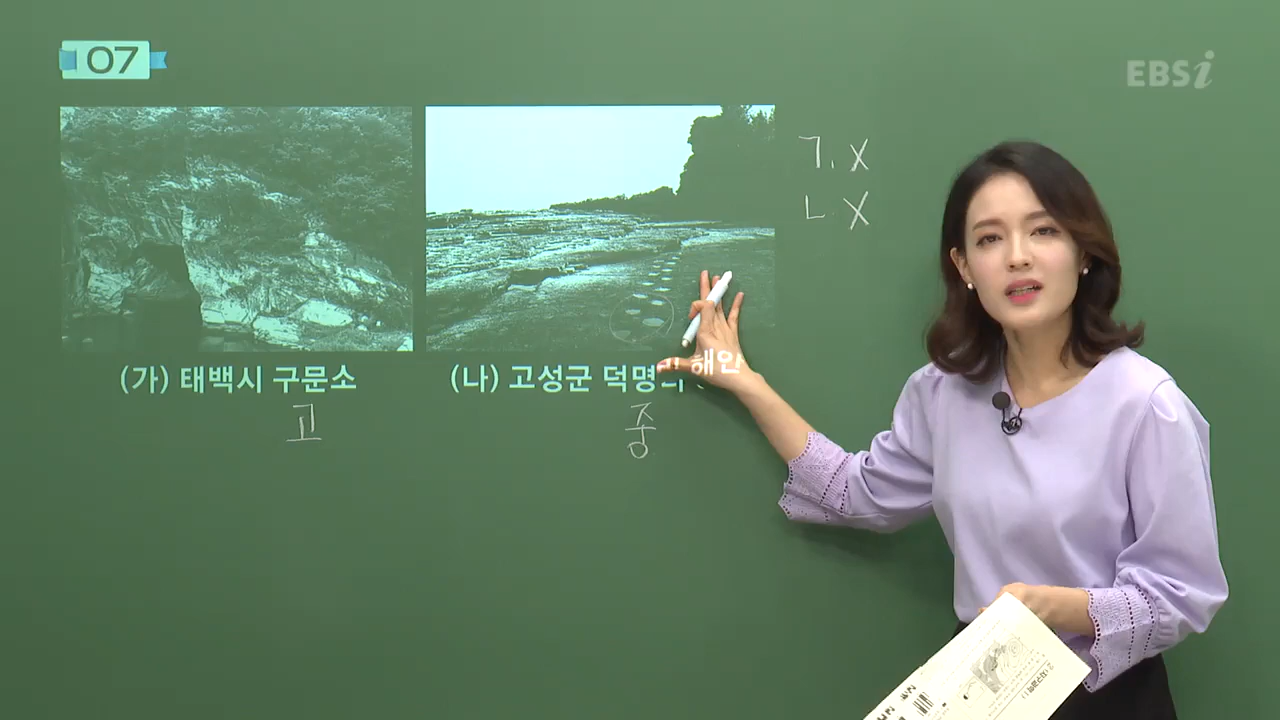 07
EBSi
ㄱ. X
ㄴ. X
(가) 태백시 구문소
(나) 고성군 덕명리 해안
고
중